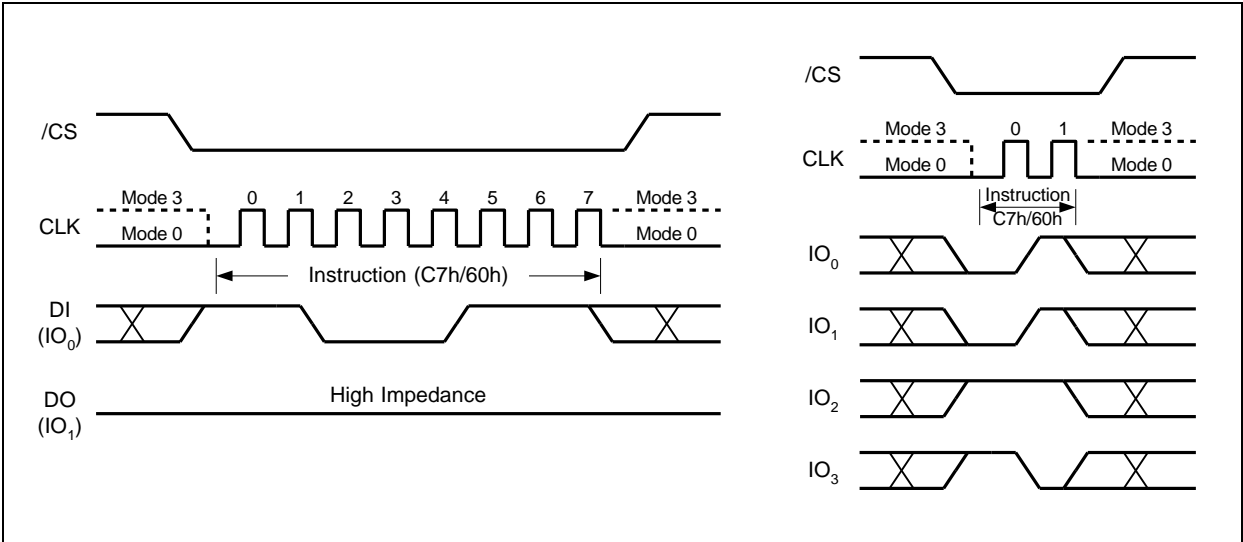 /CS
CLK
Mode 3
Mode 0
0 1 2 3 4 5 6 7
Mode 3
Mode 0
Instruction (C7h/60h)
DI
(IO0)
DO
(IO1)
High Impedance
/CS
CLK
Mode 3
Mode 0
0 1
Mode 3
Mode 0
Instruction
C7h/60h
IO0
IO1
IO2
IO3